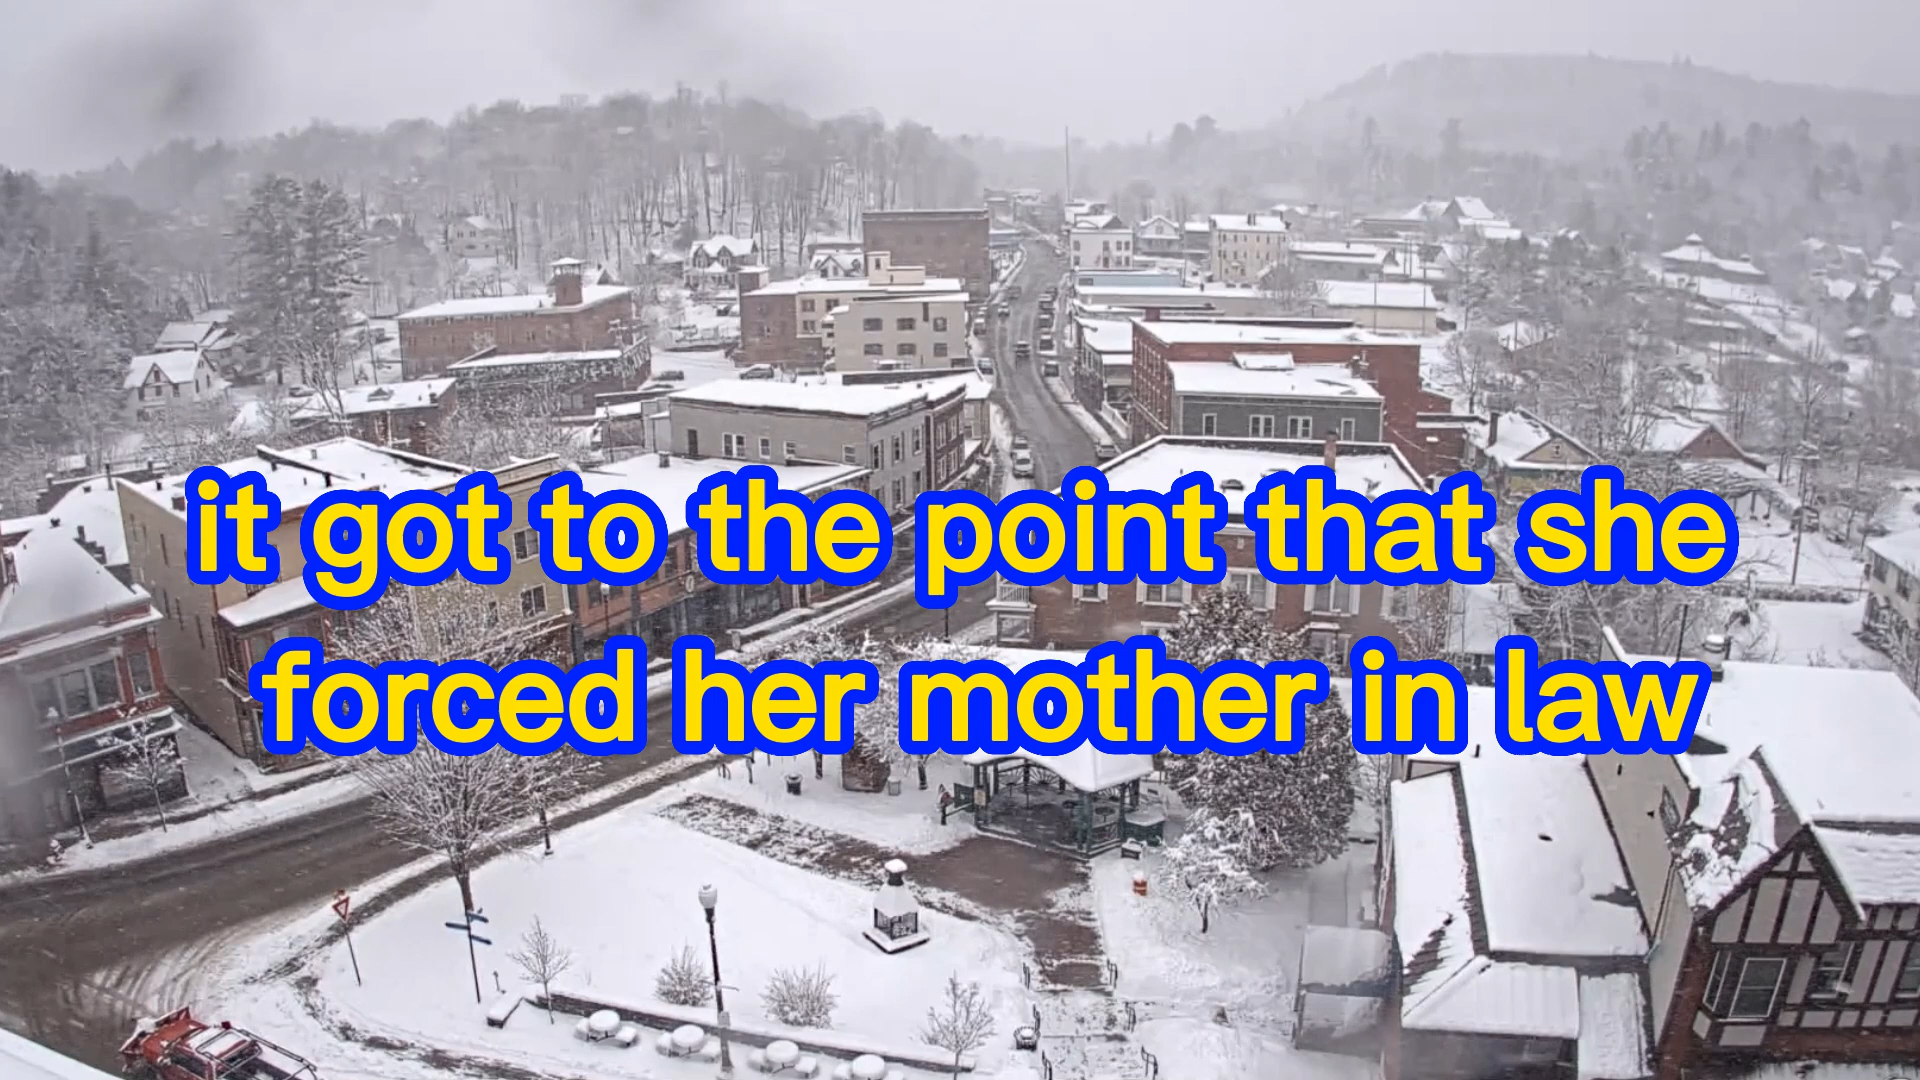 it got to the point that she
forced her mother in law